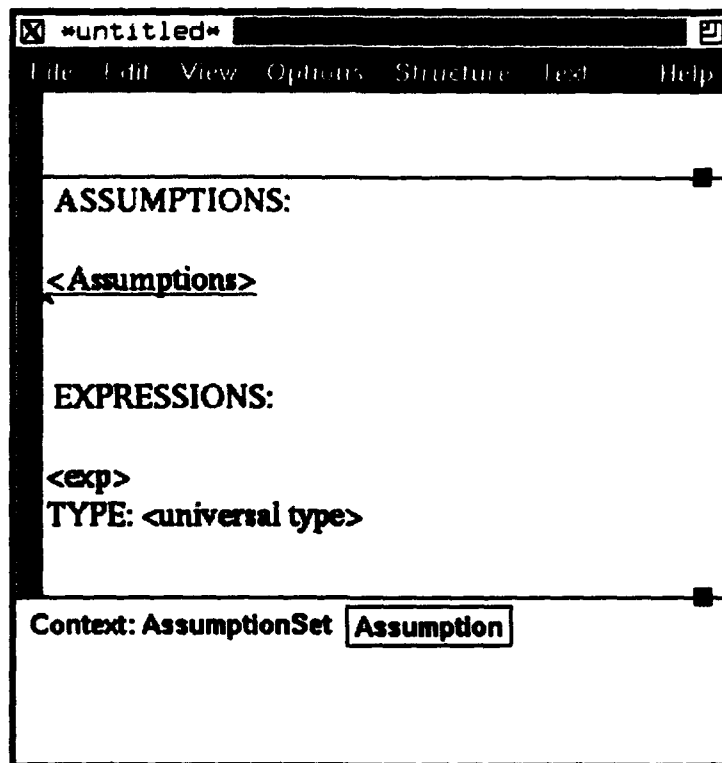 *untitled*
File Edit View Options Structure Text Help
ASSUMPTIONS:
<Assumptions>
EXPRESSIONS:
<exp>
TYPE: <universal type>
Context: AssumptionSet Assumption